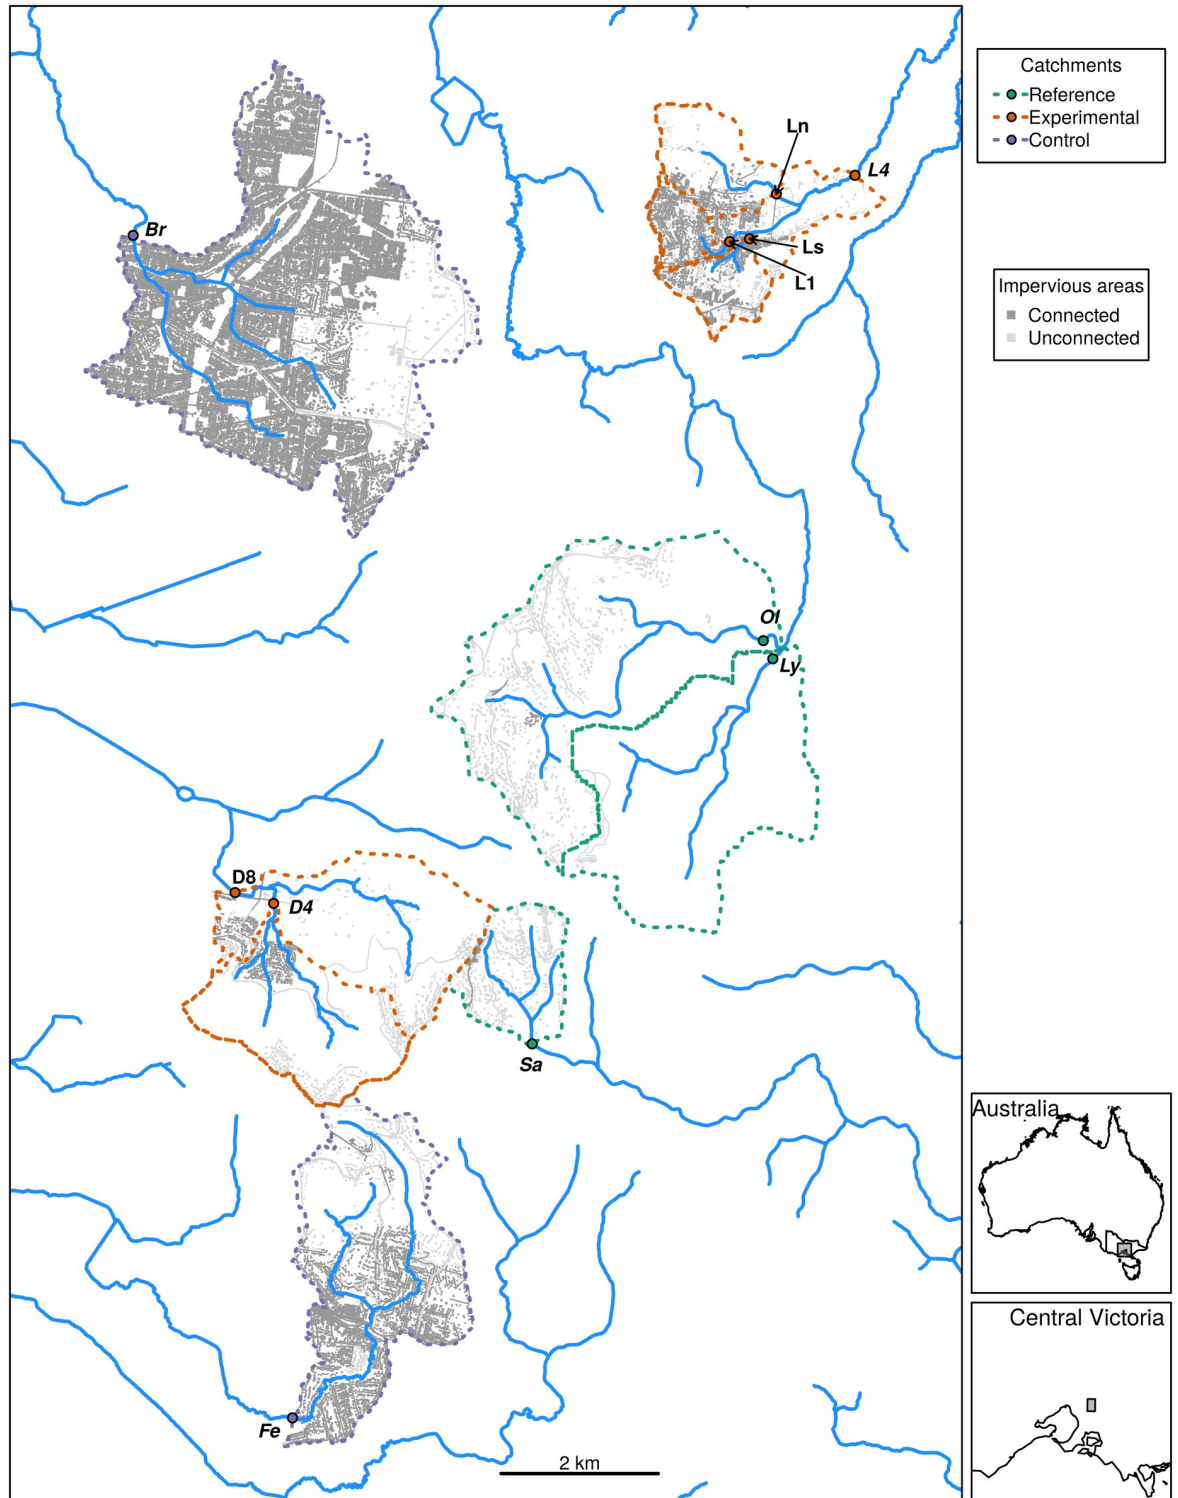 Catchments
Reference
Experimental
Control
Ln
L4
Br
Ls
L1
Impervious areas
Connected
Unconnected
Ol
Ly
D8
D4
Sa
Australia
Central Victoria
Fe
2 km